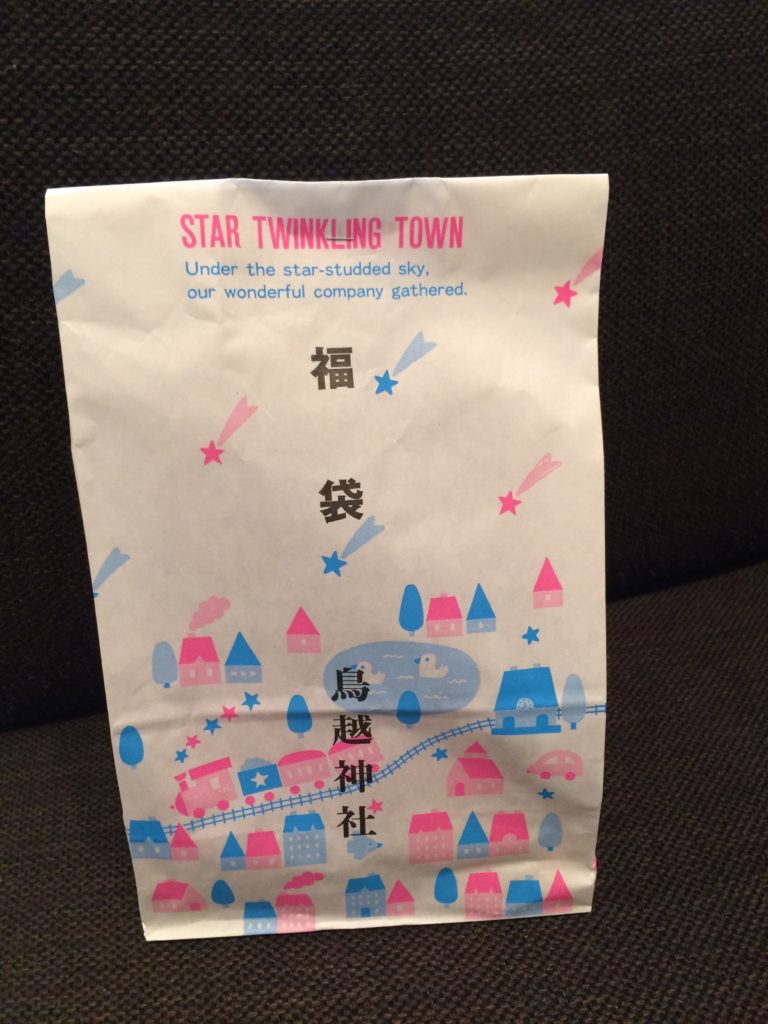 STAR TWINKLING TOWN
Under the star-studded sky,
our wonderful company gathered.
福袋
鳥越神社